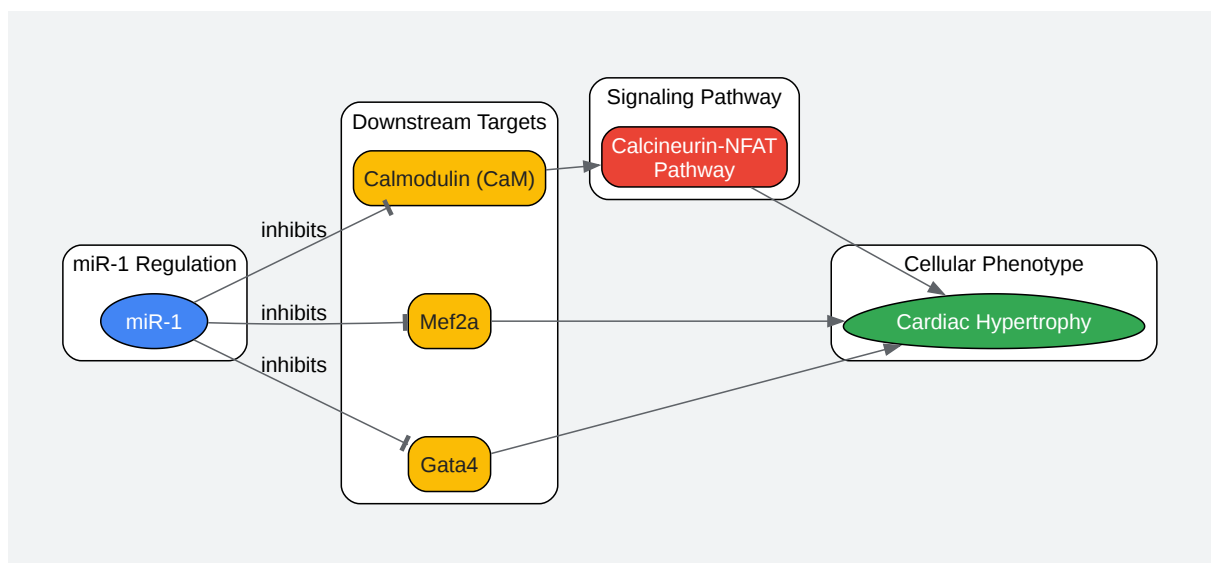 miR-1 Regulation
miR-1
inhibits
inhibits
inhibits
Downstream Targets
Calmodulin (CaM)
Mef2a
Gata4
Signaling Pathway
Calcineurin-NFAT
Pathway
Cellular Phenotype
Cardiac Hypertrophy